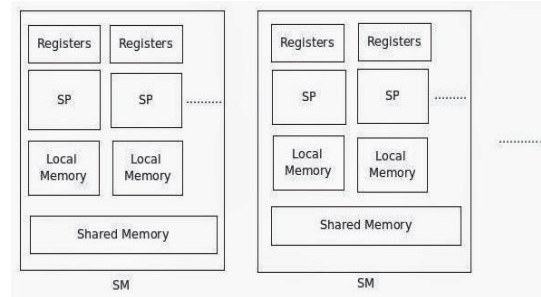 Registers Registers
SP SP ..........
Local Memory Local Memory
Shared Memory
SM
Registers Registers
SP SP .........
Local Memory Local Memory
Shared Memory
SM
............